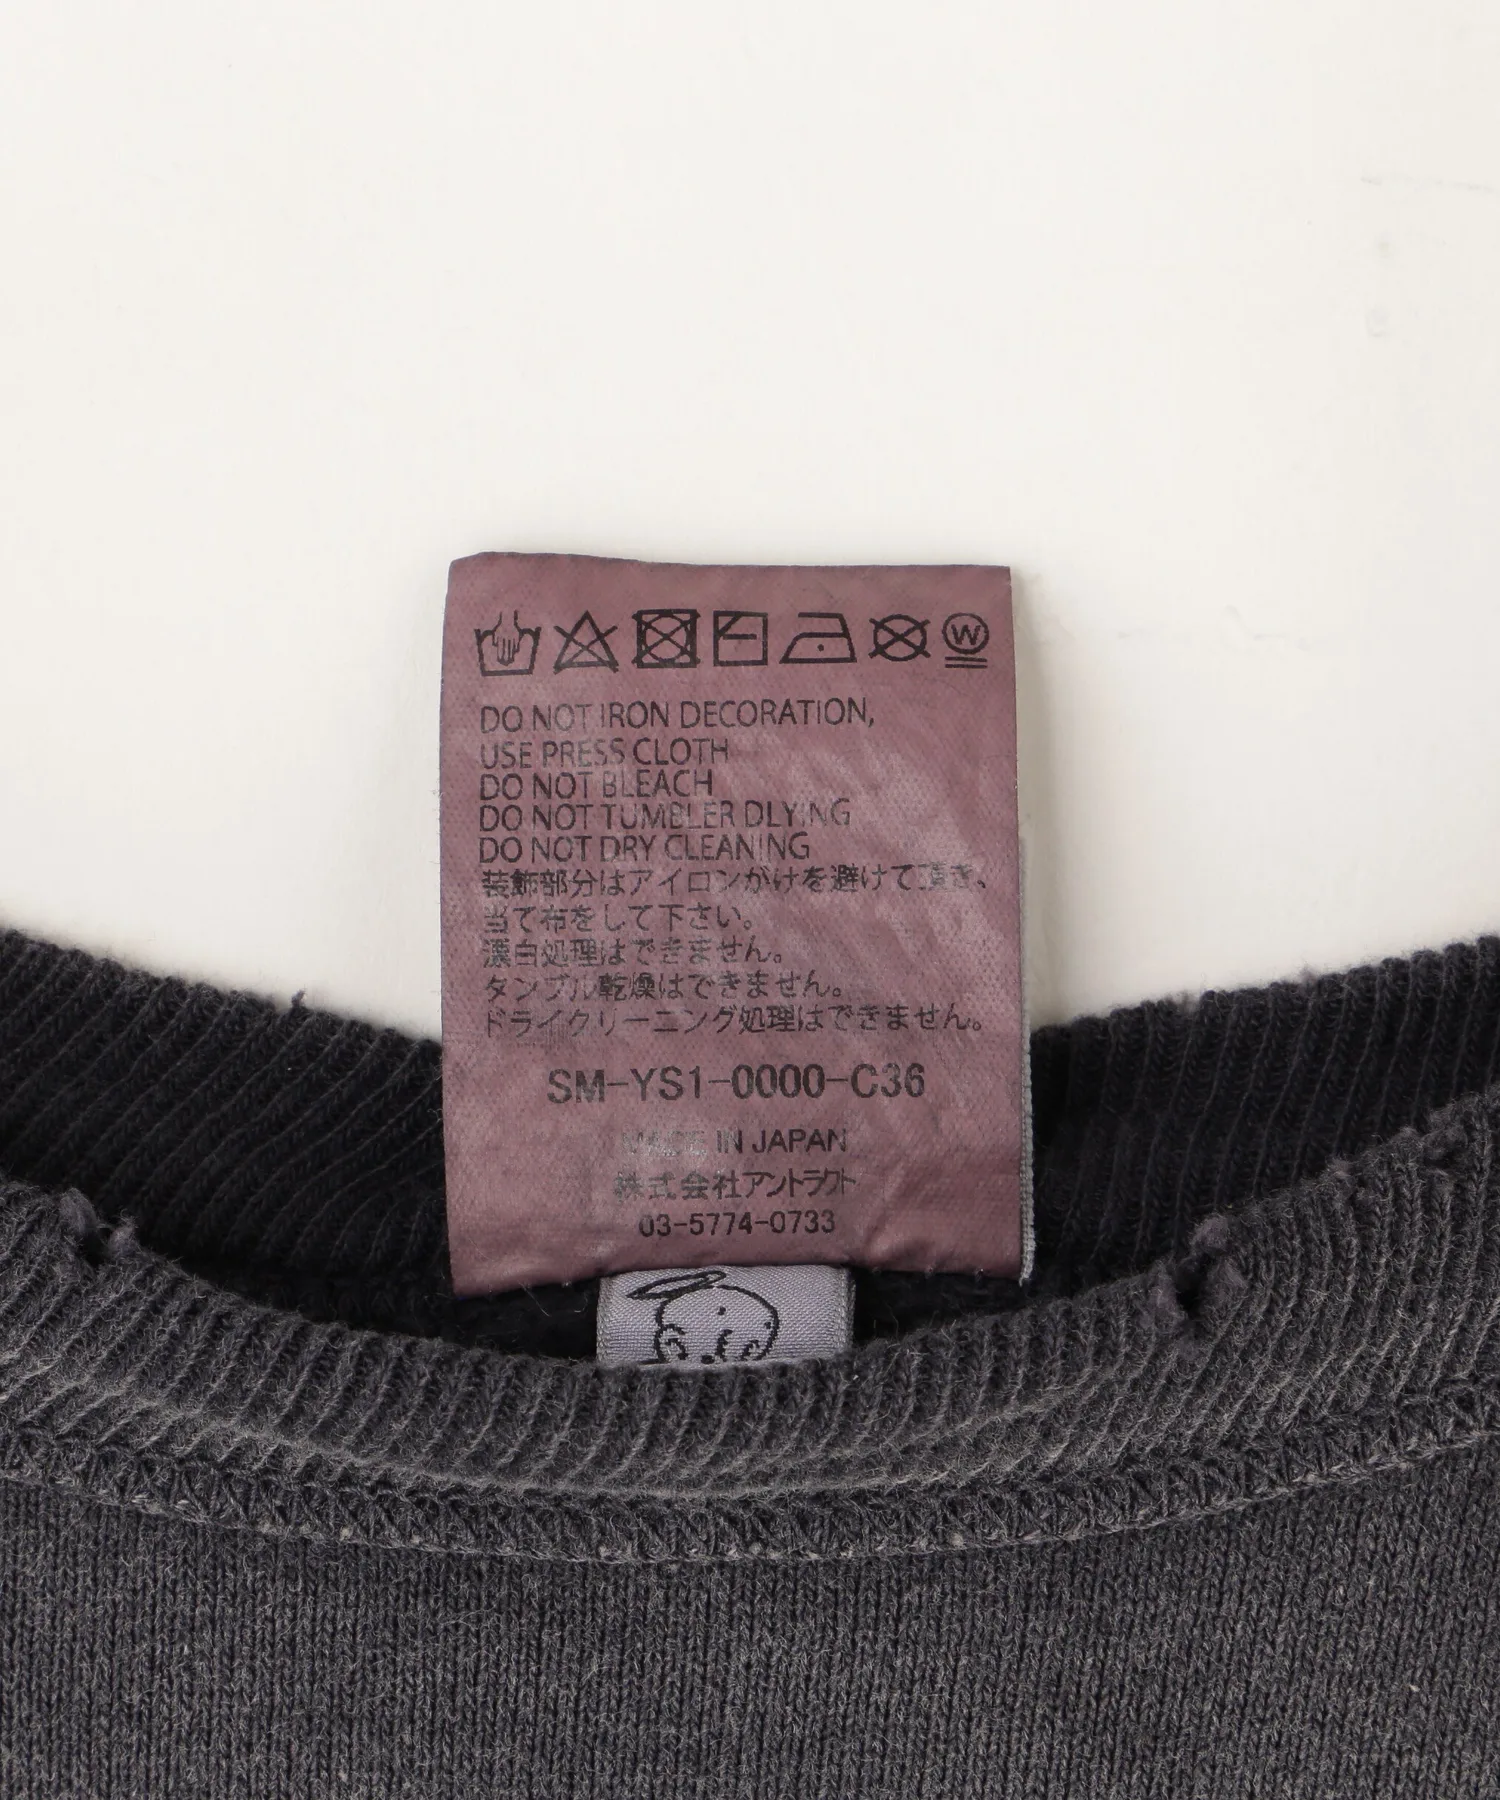 W
DO NOT IRON DECORATION,
USE PRESS CLOTH
DO NOT BLEACH
DO NOT TUMBLER DLYING
DO NOT DRY CLEANING
装飾部分はアイロンがけを避けて頂き、
当て布をして下さい。
漂白処理はできません。
タンブル乾燥はできません。
ドライクリーニング処理はできません。
SM-YS1-0000-C36
MADE IN JAPAN
株式会社アントラクト
03-5774-0733